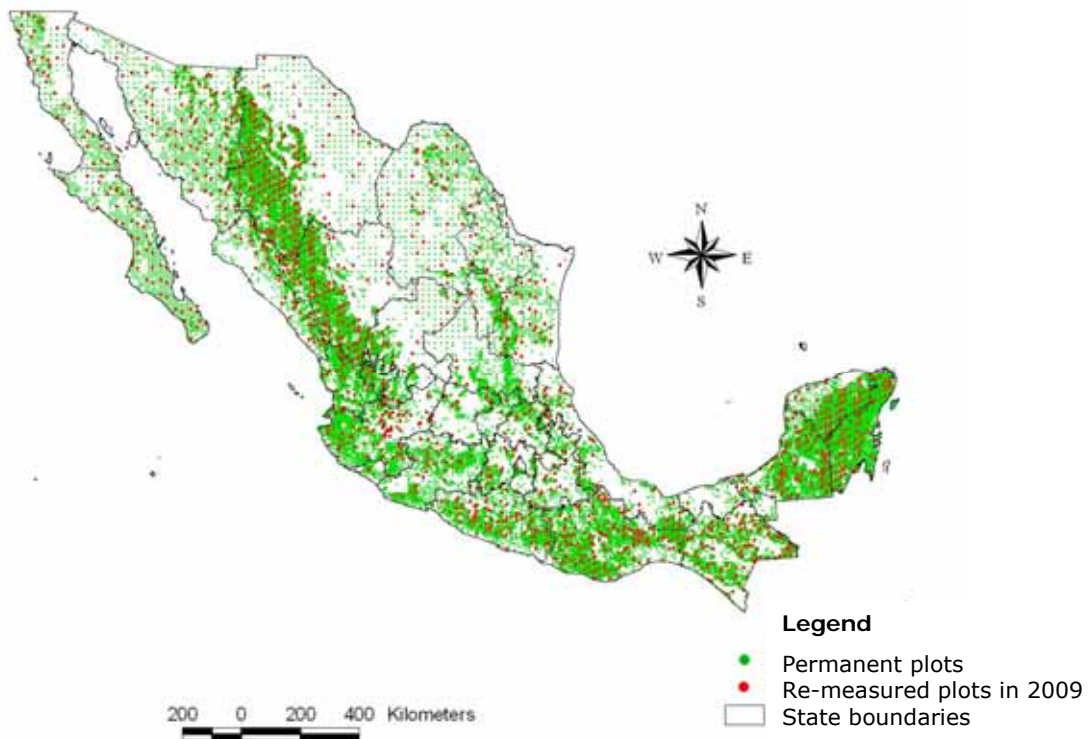 N
W E
S
Legend
Permanent plots
Re-measured plots in 2009
State boundaries
200 0 200 400 Kilometers